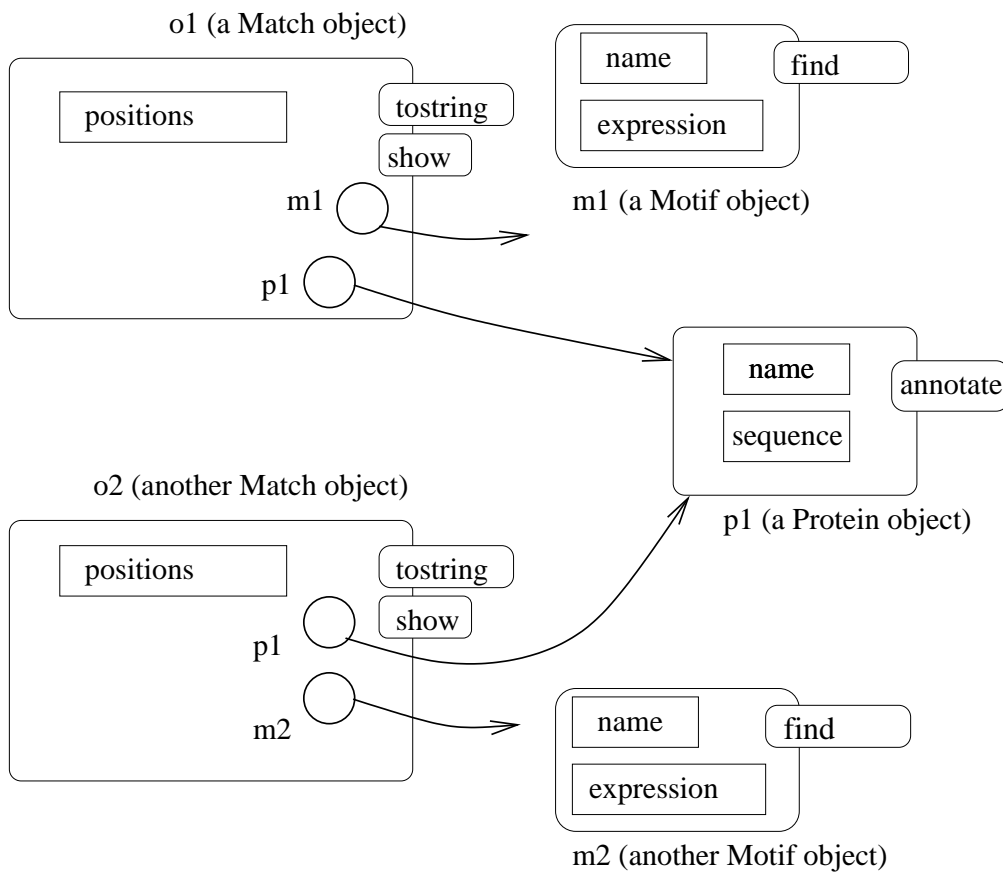 o1 (a Match object)
positions
tostring
show
m1
p1
name
find
expression
m1 (a Motif object)
name
annotate
sequence
p1 (a Protein object)
o2 (another Match object)
positions
tostring
show
p1
m2
name
find
expression
m2 (another Motif object)